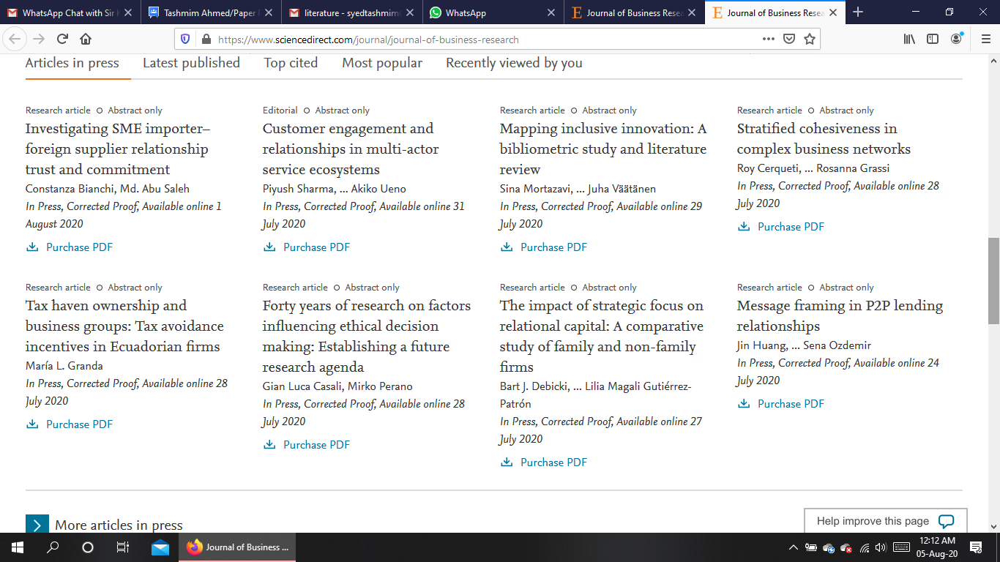 WhatsApp Chat with Sir
Tashmim Ahmed/Paper
literature - syedtashmim
WhatsApp
Journal of Business Resea
Journal of Business Resea
https://www.sciencedirect.com/journal/journal-of-business-research
Articles in press
Latest published
Top cited
Most popular
Recently viewed by you
Research article Abstract only
Investigating SME importer–
foreign supplier relationship
trust and commitment
Constanza Bianchi, Md. Abu Saleh
In Press, Corrected Proof, Available online 1
August 2020
Purchase PDF
Editorial Abstract only
Customer engagement and
relationships in multi-actor
service ecosystems
Piyush Sharma, ... Akiko Ueno
In Press, Corrected Proof, Available online 31
July 2020
Purchase PDF
Research article Abstract only
Mapping inclusive innovation: A
bibliometric study and literature
review
Sina Mortazavi, ... Juha Väätänen
In Press, Corrected Proof, Available online 29
July 2020
Purchase PDF
Research article Abstract only
Stratified cohesiveness in
complex business networks
Roy Cerqueti, ... Rosanna Grassi
In Press, Corrected Proof, Available online 28
July 2020
Purchase PDF
Research article Abstract only
Tax haven ownership and
business groups: Tax avoidance
incentives in Ecuadorian firms
María L. Granda
In Press, Corrected Proof, Available online 28
July 2020
Purchase PDF
Research article Abstract only
Forty years of research on factors
influencing ethical decision
making: Establishing a future
research agenda
Gian Luca Casali, Mirko Perano
In Press, Corrected Proof, Available online 28
July 2020
Purchase PDF
Research article Abstract only
The impact of strategic focus on
relational capital: A comparative
study of family and non-family
firms
Bart J. Debicki, ... Lilia Magali Gutiérrez-
Patrón
In Press, Corrected Proof, Available online 27
July 2020
Purchase PDF
Research article Abstract only
Message framing in P2P lending
relationships
Jin Huang, ... Sena Ozdemir
In Press, Corrected Proof, Available online 24
July 2020
Purchase PDF
More articles in press
Help improve this page
Journal of Business ...
12:12 AM
05-Aug-20